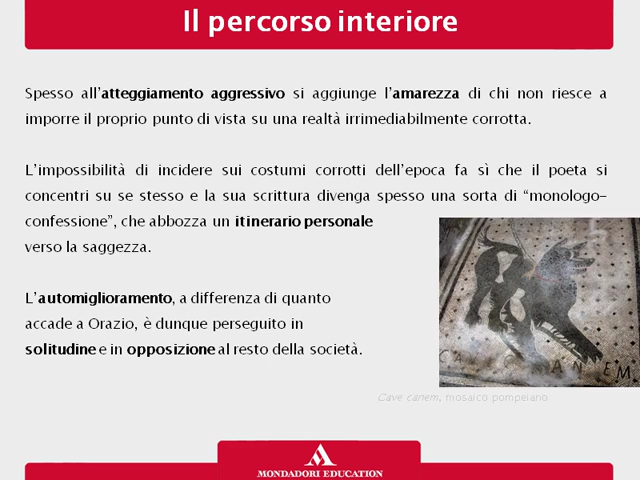 Il percorso interiore
Spesso all'atteggiamento aggressivo si aggiunge l'amarezza di chi non riesce a
imporre il proprio punto di vista su una realtà irrimediabilmente corrotta.
L'impossibilità di incidere sui costumi corrotti dell'epoca fa sì che il poeta si
concentri su se stesso e la sua scrittura divenga spesso una sorta di “monologo-
confessione”, che abbozza un itinerario personale
verso la saggezza.
L'automiglioramento, a differenza di quanto
accade a Orazio, è dunque perseguito in
solitudine e in opposizione al resto della società.
CA ANEM
Cave canem, mosaico pompeiano
MONDADORI EDUCATION